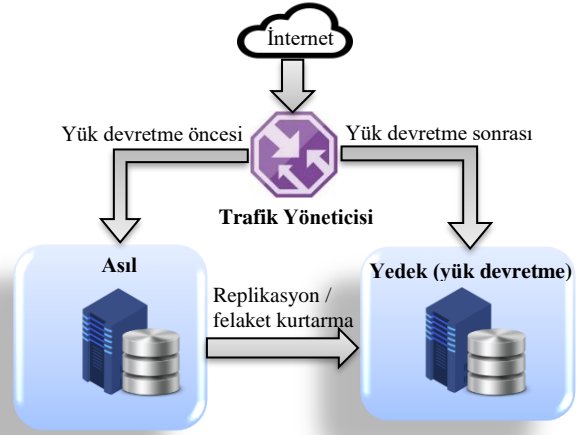 İnternet
Yük devretme öncesi
Yük devretme sonrası
Trafik Yöneticisi
Asıl
Yedek (yük devretme)
Replikasyon /
felaket kurtarma